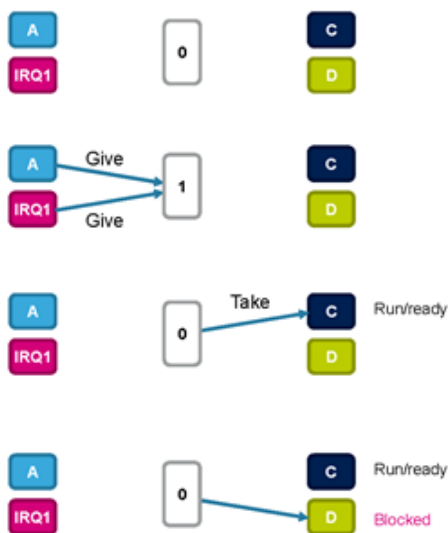 A
0
C
IRQ1
D
A
Give
1
C
IRQ1
Give
D
A
0
Take
C
Run/ready
IRQ1
D
A
0
C
Run/ready
IRQ1
D
Blocked